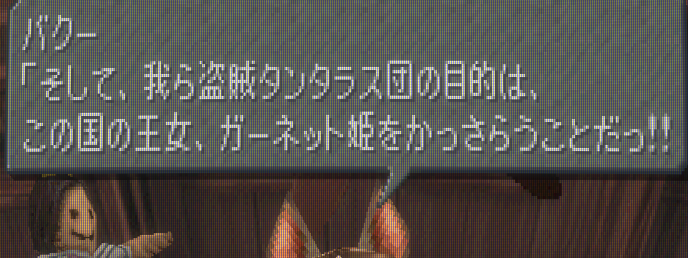 バクー
「そして、我ら盗賊タンタラス団の目的は、
この国の王女、ガーネット姫をかっさらうことだっ!!